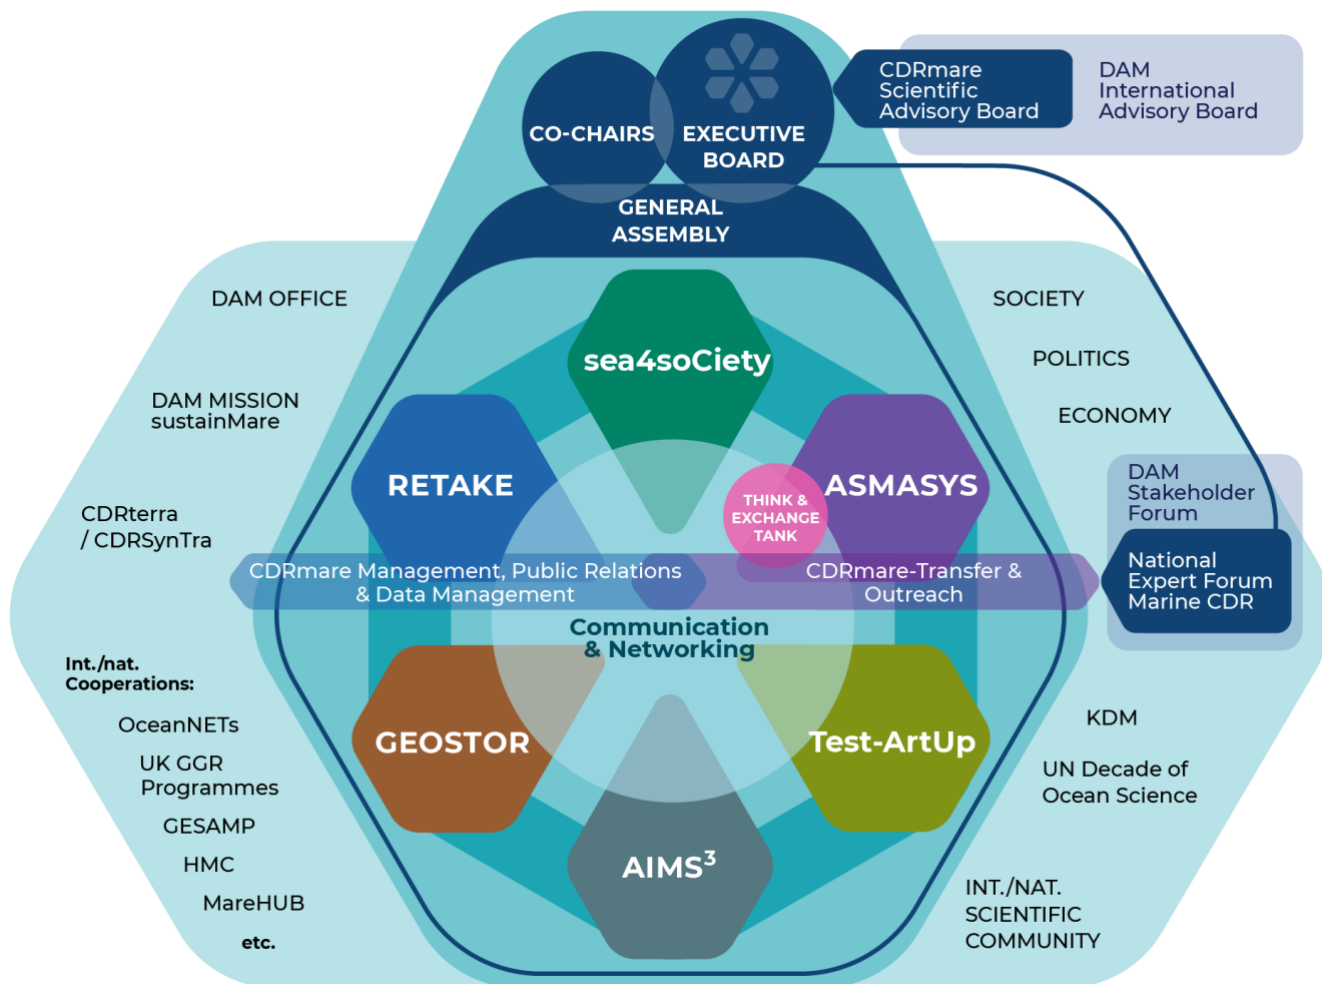 CO-CHAIRS
EXECUTIVE
BOARD
CDRmare
Scientific
Advisory Board
DAM
International
Advisory Board
GENERAL
ASSEMBLY
DAM OFFICE
DAM MISSION
sustainMare
CDRterra
/ CDRSynTra
SOCIETY
POLITICS
ECONOMY
DAM
Stakeholder
Forum
National
Expert Forum
Marine CDR
sea4soCiety
RETAKE
ASMASYS
THINK &
EXCHANGE
TANK
CDRmare Management, Public Relations
& Data Management
CDRmare-Transfer &
Outreach
Communication
& Networking
GEOSTOR
Test-ArtUp
AIMS³
Int./nat.
Cooperations:
OceanNETs
UK GGR
Programmes
GESAMP
HMC
MareHUB
etc.
KDM
UN Decade of
Ocean Science
INT./NAT.
SCIENTIFIC
COMMUNITY